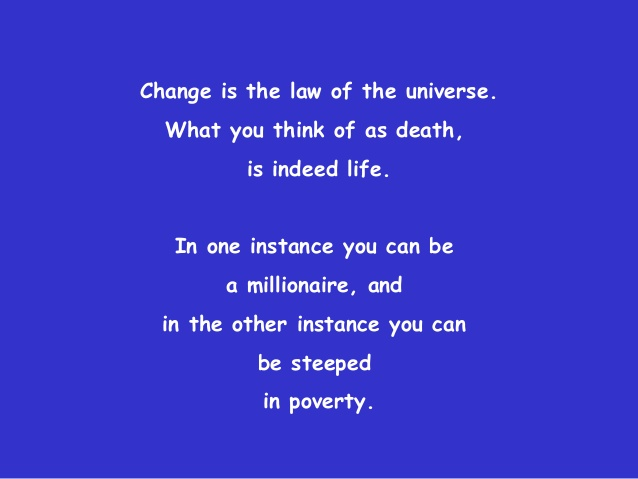 Change is the law of the universe.
What you think of as death,
is indeed life.
In one instance you can be
a millionaire, and
in the other instance you can
be steeped
in poverty.